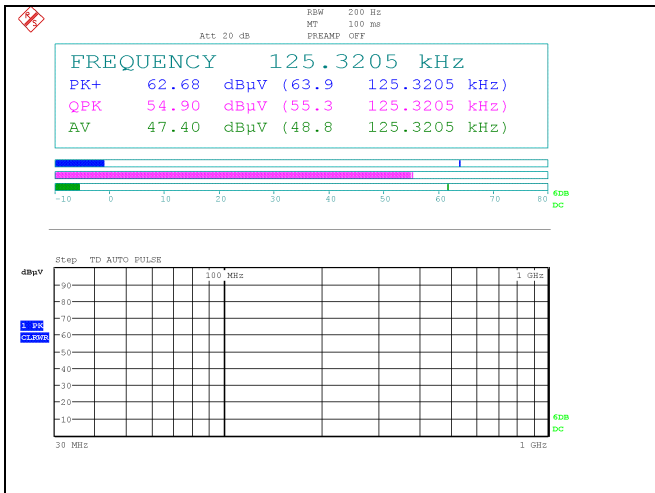 R S
RBW 200 Hz
MT 100 ms
Att 20 dB PREAMP OFF
FREQUENCY 125.3205 kHz
PK+ 62.68 dBµV (63.9 125.3205 kHz)
QPK 54.90 dBµV (55.3 125.3205 kHz)
AV 47.40 dBµV (48.8 125.3205 kHz)
-10 0 10 20 30 40 50 60 70 80
6DB
DC
Step TD AUTO PULSE
dBµV
100 MHz 1 GHz
90
80
70
1 PK
CLRWR
60
50
40
30
20
10
6DB
DC
30 MHz 1 GHz